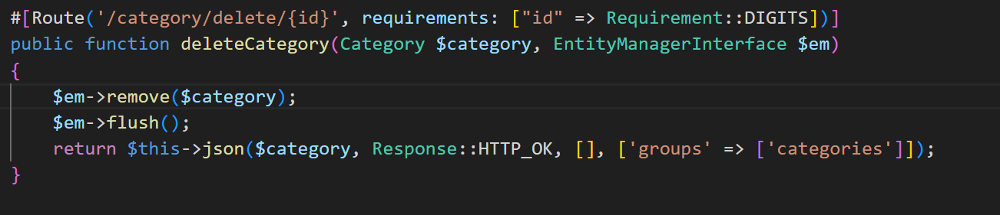 #[Route('/category/delete/{id}', requirements: ["id" => Requirement::DIGITS])]
public function deleteCategory(Category $category, EntityManagerInterface $em)
{
    $em->remove($category);
    $em->flush();
    return $this->json($category, Response::HTTP_OK, [], ['groups' => ['categories']]);
}